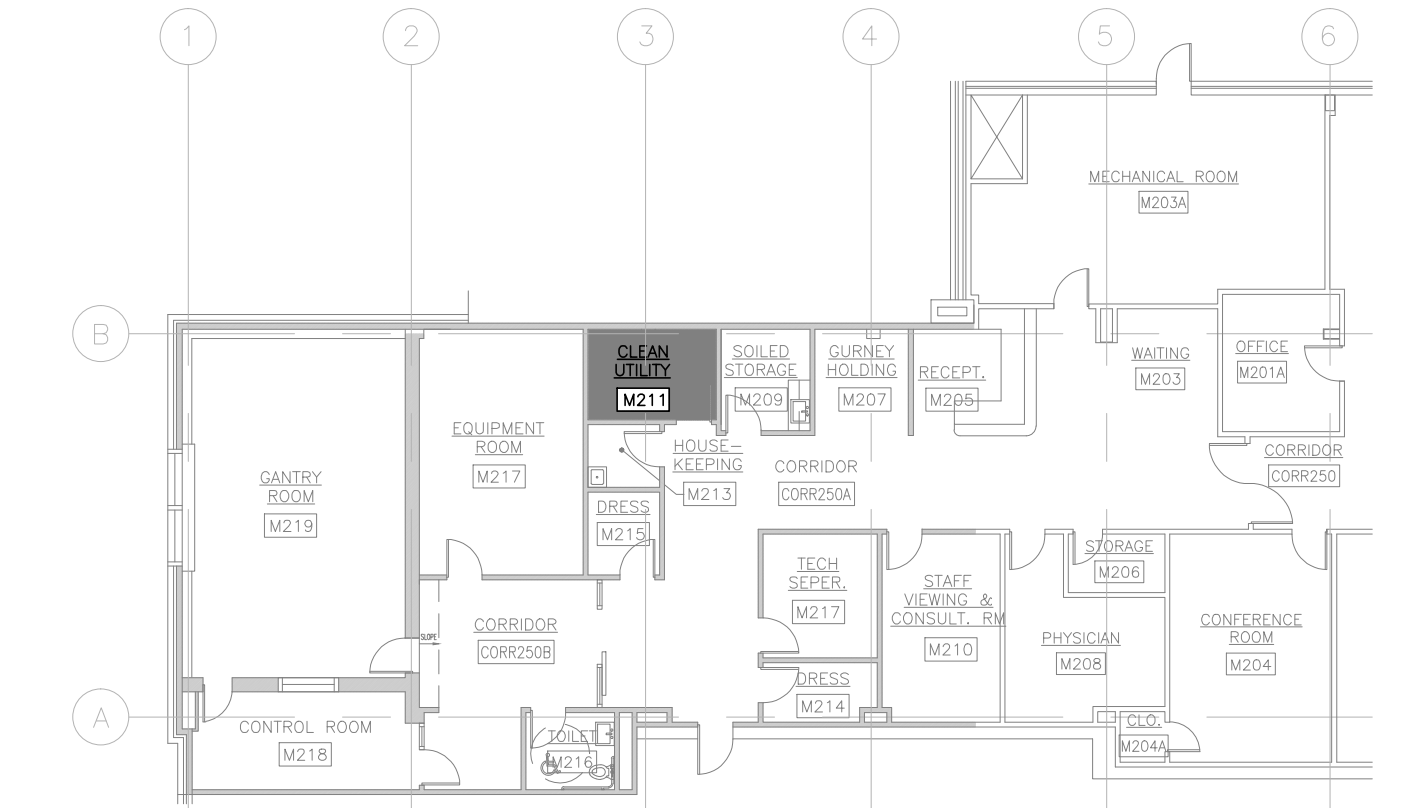 1
2
3
4
5
6
MECHANICAL ROOM
M203A
B
CLEAN
UTILITY
M211
SOILED
STORAGE
M209
GURNEY
HOLDING
M207
RECEPT.
M205
WAITING
M203
OFFICE
M201A
EQUIPMENT
ROOM
M217
HOUSE-
KEEPING
M213
CORRIDOR
CORR250A
CORRIDOR
CORR250
GANTRY
ROOM
M219
DRESS
M215
TECH
SEPER.
M217
STAFF
VIEWING &
CONSULT. RM
M210
STORAGE
M206
PHYSICIAN
M208
CONFERENCE
ROOM
M204
SLOPE
CORRIDOR
CORR250B
DRESS
M214
A
CONTROL ROOM
M218
TOILET
M216
CLO.
M204A